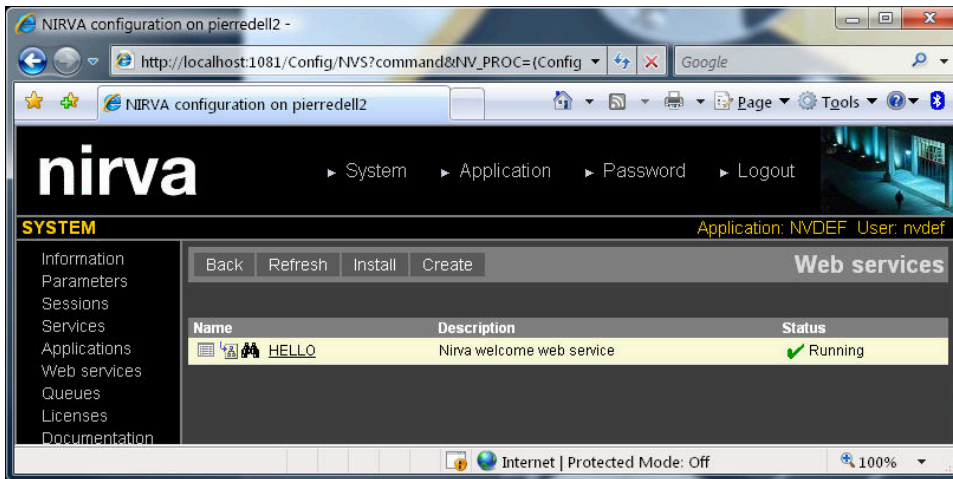 NIRVA configuration on pierredell2 -
http://localhost:1081/Config/NVS?command&NV_PROC={Config
Google
NIRVA configuration on pierredell2
Page
Tools
nirva
System
Application
Password
Logout
SYSTEM
Application: NVDEF User: nvdef
Information
Parameters
Sessions
Services
Applications
Web services
Queues
Licenses
Documentation
Back Refresh Install Create
Web services
Name Description Status
HELLO Nirva welcome web service Running
Internet | Protected Mode: Off
100%